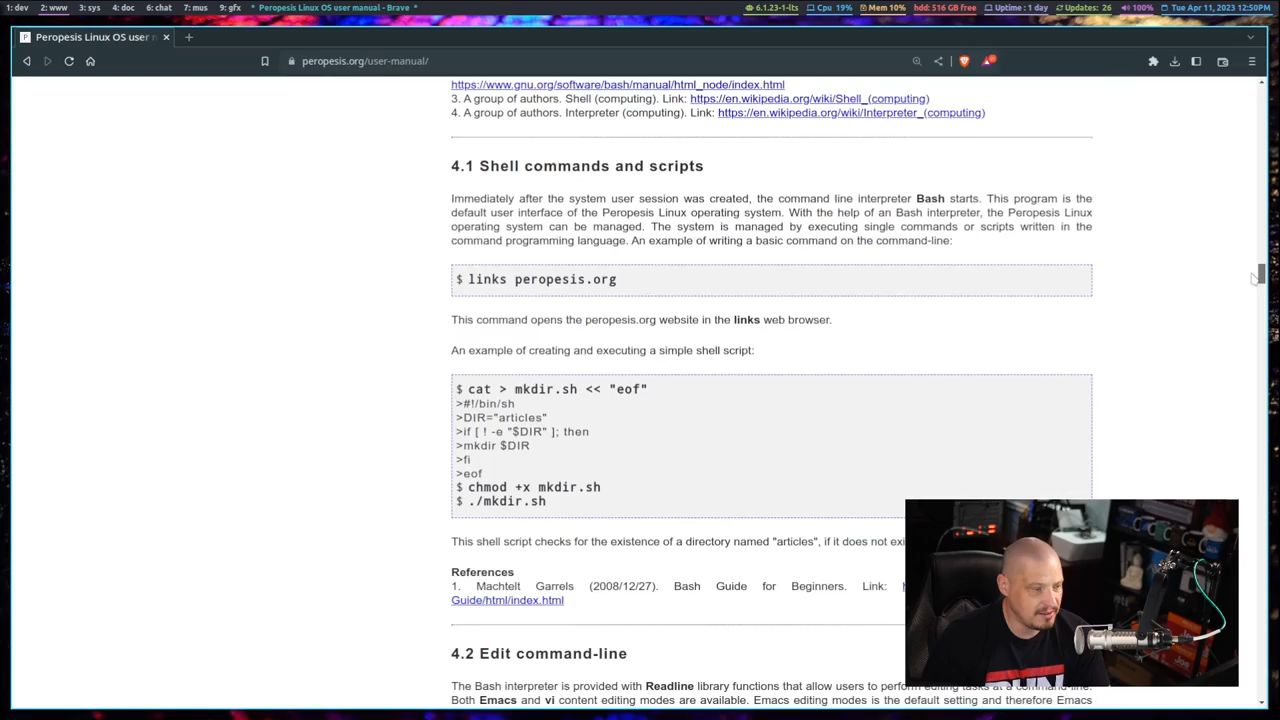 1: dev 2: www 3: sys 4: doc 6: chat 7: mus 9: gfx * Peropesis Linux OS user manual - Brave * 6.1.23-1-lts Cpu 19% Mem 10% hdd: 516 GB free Uptime : 1 day Updates: 26 100% Tue Apr 11, 2023 12:50PM
P Peropesis Linux OS user m
peropesis.org/user-manual/
https://www.gnu.org/software/bash/manual/html_node/index.html
3. A group of authors. Shell (computing). Link: https://en.wikipedia.org/wiki/Shell_(computing)
4. A group of authors. Interpreter (computing). Link: https://en.wikipedia.org/wiki/Interpreter_(computing)
4.1 Shell commands and scripts
Immediately after the system user session was created, the command line interpreter Bash starts. This program is the
default user interface of the Peropesis Linux operating system. With the help of an Bash interpreter, the Peropesis Linux
operating system can be managed. The system is managed by executing single commands or scripts written in the
command programming language. An example of writing a basic command on the command-line:
$ links peropesis.org
This command opens the peropesis.org website in the links web browser.
An example of creating and executing a simple shell script:
$ cat > mkdir.sh << "eof"
>#!/bin/sh
>DIR="articles"
>if [ ! -e "$DIR" ]; then
>mkdir $DIR
>fi
>eof
$ chmod +x mkdir.sh
$ ./mkdir.sh
This shell script checks for the existence of a directory named "articles", if it does not exi
References
1. Machtelt Garrels (2008/12/27). Bash Guide for Beginners. Link:
Guide/html/index.html
4.2 Edit command-line
The Bash interpreter is provided with Readline library functions that allow users to perform editing tasks at a command-line.
Both Emacs and vi content editing modes are available. Emacs editing modes is the default setting and therefore Emacs